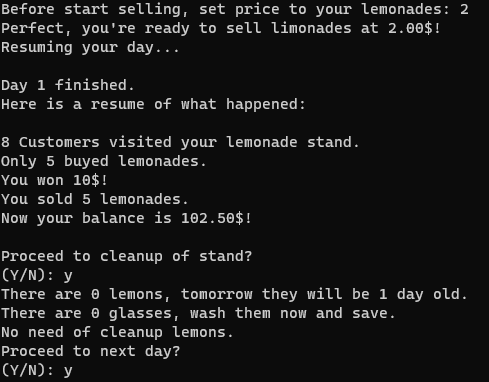 Before start selling, set price to your lemonades: 2
Perfect, you're ready to sell limonades at 2.00$!
Resuming your day...
Day 1 finished.
Here is a resume of what happened:
8 Customers visited your lemonade stand.
Only 5 buyed lemonades.
You won 10$!
You sold 5 lemonades.
Now your balance is 102.50$!
Proceed to cleanup of stand?
(Y/N): y
There are 0 lemons, tomorrow they will be 1 day old.
There are 0 glasses, wash them now and save.
No need of cleanup lemons.
Proceed to next day?
(Y/N): y